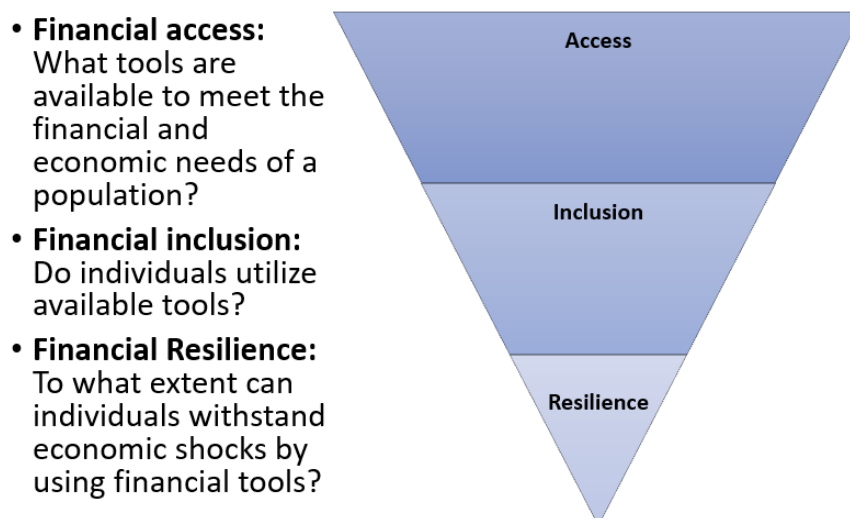 • Financial access:
What tools are
available to meet the
financial and
economic needs of a
population?
• Financial inclusion:
Do individuals utilize
available tools?
• Financial Resilience:
To what extent can
individuals withstand
economic shocks by
using financial tools?
Access
Inclusion
Resilience